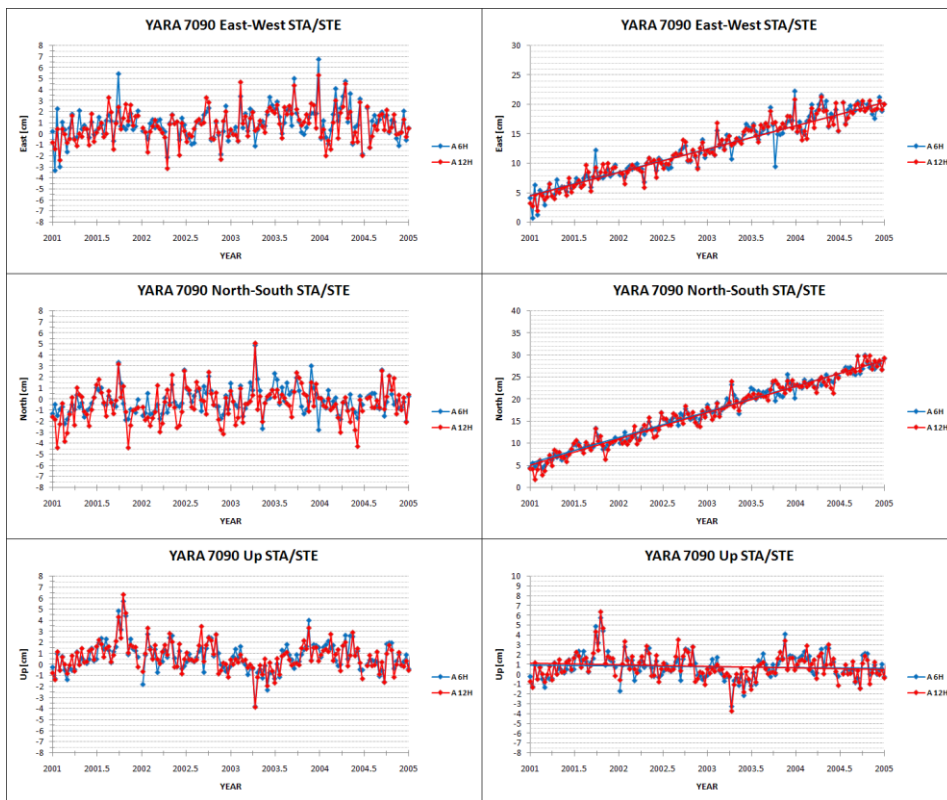 YARA 7090 East-West STA/STE
East[cm]
8
7
6
5
4
3
2
1
0
-1
-2
-3
-4
-5
-6
-7
-8
2001 2001.5 2002 2002.5 2003 2003.5 2004 2004.5 2005
YEAR
A 6H
A 12H
YARA 7090 East-West STA/STE
East [cm]
30
25
20
15
10
5
0
2001 2001.5 2002 2002.5 2003 2003.5 2004 2004.5 2005
YEAR
A 6H
A 12H
YARA 7090 North-South STA/STE
North [cm]
8
7
6
5
4
3
2
1
0
-1
-2
-3
-4
-5
-6
-7
-8
2001 2001.5 2002 2002.5 2003 2003.5 2004 2004.5 2005
YEAR
A 6H
A 12H
YARA 7090 North-South STA/STE
North [cm]
40
35
30
25
20
15
10
5
0
2001 2001.5 2002 2002.5 2003 2003.5 2004 2004.5 2005
YEAR
A 6H
A 12H
YARA 7090 Up STA/STE
Up[cm]
8
7
6
5
4
3
2
1
0
-1
-2
-3
-4
-5
-6
-7
-8
2001 2001.5 2002 2002.5 2003 2003.5 2004 2004.5 2005
YEAR
A 6H
A 12H
YARA 7090 Up STA/STE
Up[cm]
10
9
8
7
6
5
4
3
2
1
0
-1
-2
-3
-4
-5
-6
-7
-8
2001 2001.5 2002 2002.5 2003 2003.5 2004 2004.5 2005
YEAR
A 6H
A 12H